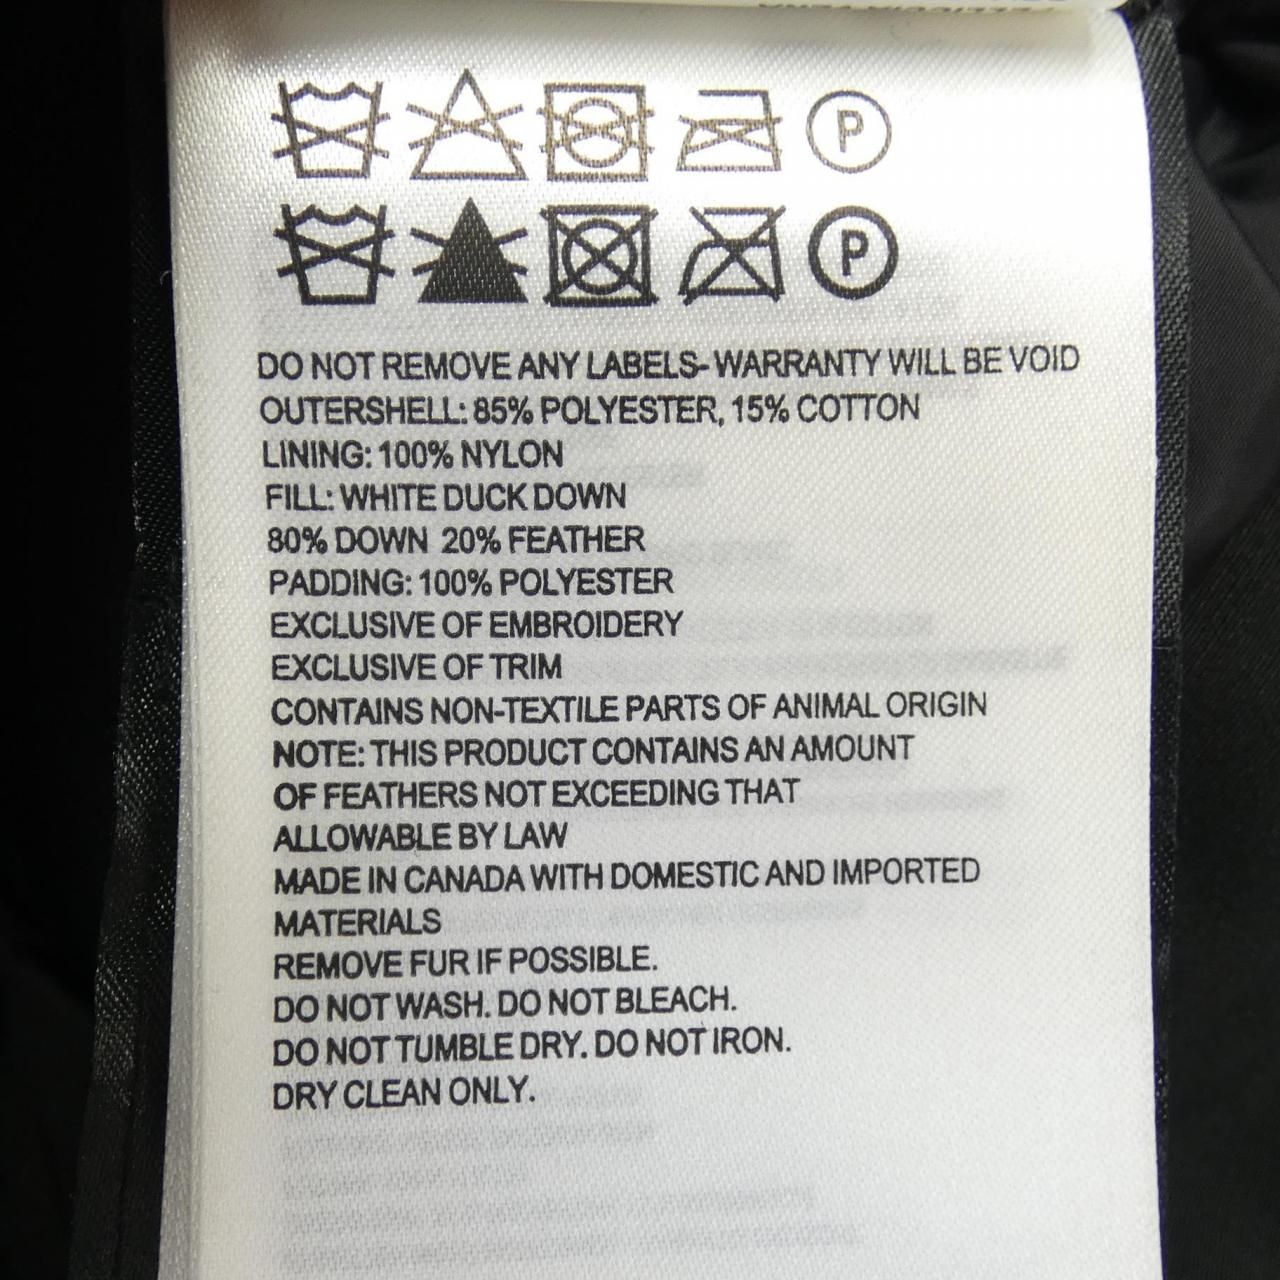 P
P
DO NOT REMOVE ANY LABELS- WARRANTY WILL BE VOID
OUTERSHELL: 85% POLYESTER, 15% COTTON
LINING: 100% NYLON
FILL: WHITE DUCK DOWN
80% DOWN 20% FEATHER
PADDING: 100% POLYESTER
EXCLUSIVE OF EMBROIDERY
EXCLUSIVE OF TRIM
CONTAINS NON-TEXTILE PARTS OF ANIMAL ORIGIN
NOTE: THIS PRODUCT CONTAINS AN AMOUNT
OF FEATHERS NOT EXCEEDING THAT
ALLOWABLE BY LAW
MADE IN CANADA WITH DOMESTIC AND IMPORTED
MATERIALS
REMOVE FUR IF POSSIBLE.
DO NOT WASH. DO NOT BLEACH.
DO NOT TUMBLE DRY. DO NOT IRON.
DRY CLEAN ONLY.